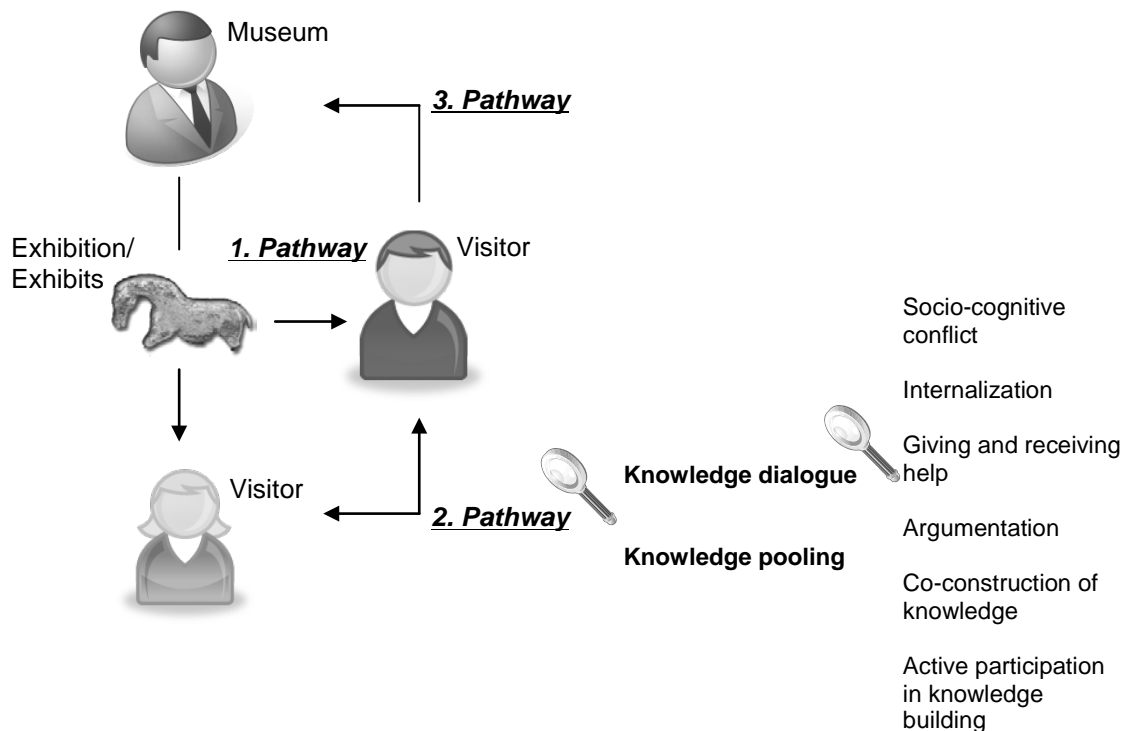 Museum
3. Pathway
Exhibition/
Exhibits
1. Pathway
Visitor
Visitor
2. Pathway
Knowledge dialogue
Knowledge pooling
Socio-cognitive
conflict
Internalization
Giving and receiving
help
Argumentation
Co-construction of
knowledge
Active participation
in knowledge
building